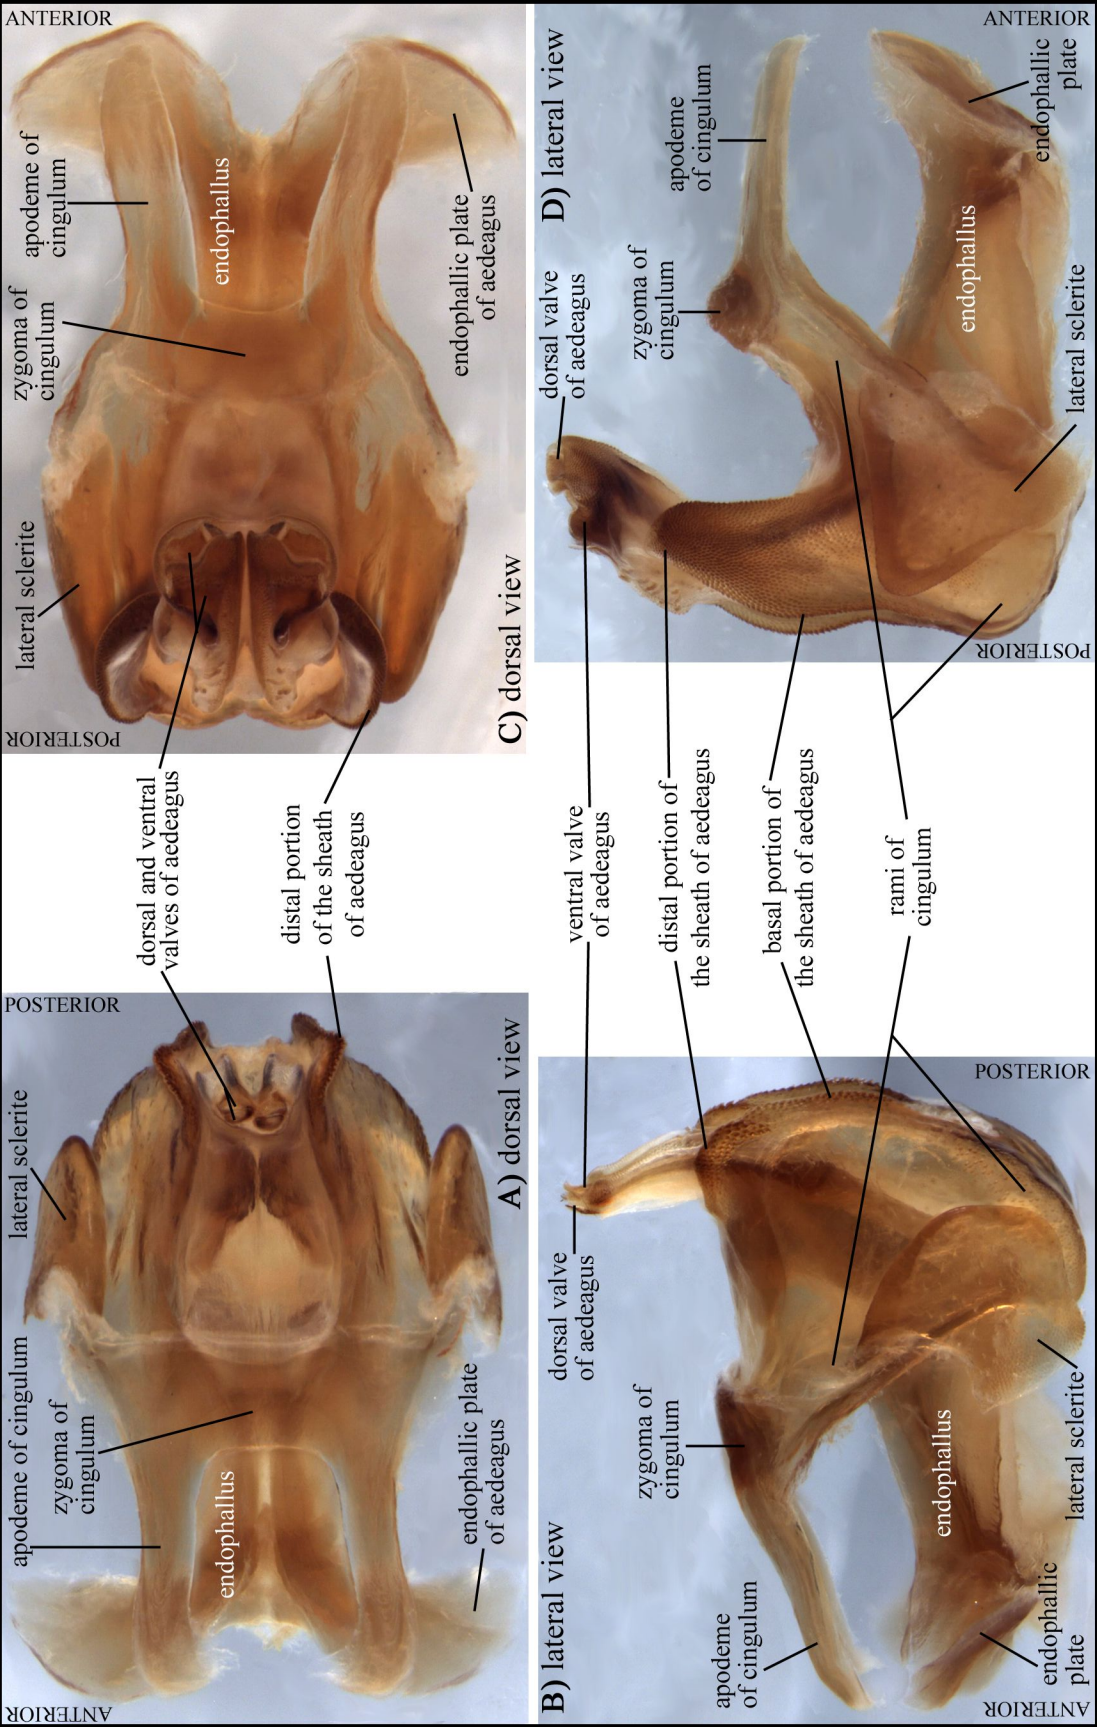 ANTERIOR
apodeme of
cingulum
zygoma of
cingulum
lateral sclerite
POSTERIOR
endophallus
endophallic plate
of aedeagus
C) dorsal view
ANTERIOR
D) lateral view
apodeme
of cingulum
endophallic
plate
zygoma of
cingulum
dorsal valve
of aedeagus
endophallus
lateral sclerite
POSTERIOR
dorsal and ventral
valves of aedeagus
distal portion
of the sheath
of aedeagus
ventral valve
of aedeagus
distal portion of
the sheath of aedeagus
basal portion of
the sheath of aedeagus
rami of
cingulum
POSTERIOR
lateral sclerite
A) dorsal view
apodeme of cingulum
zygoma of
cingulum
endophallus
endophallic plate
of aedeagus
ANTERIOR
POSTERIOR
dorsal valve
of aedeagus
zygoma of
cingulum
endophallus
lateral sclerite
B) lateral view
apodeme
of cingulum
endophallic
plate
ANTERIOR